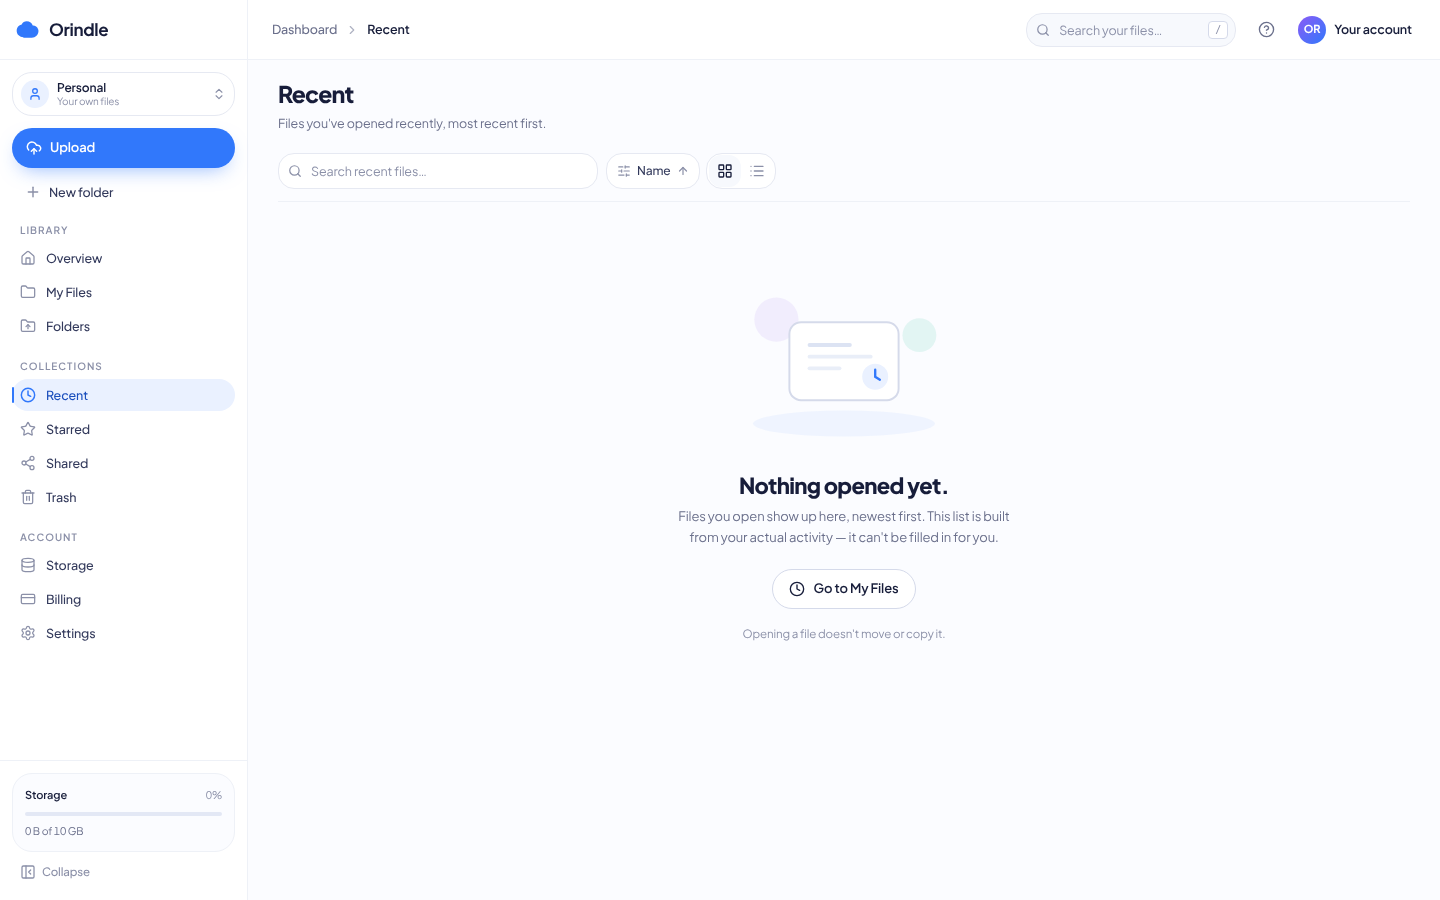 Orindle
Dashboard
Recent
Search your files...
/
OR
Your account
Personal
Your own files
Upload
New folder
LIBRARY
Overview
My Files
Folders
COLLECTIONS
Recent
Starred
Shared
Trash
ACCOUNT
Storage
Billing
Settings
Storage
0%
0 B of 10 GB
Collapse
Recent
Files you've opened recently, most recent first.
Search recent files...
Name
Nothing opened yet.
Files you open show up here, newest first. This list is built
from your actual activity — it can't be filled in for you.
Go to My Files
Opening a file doesn't move or copy it.